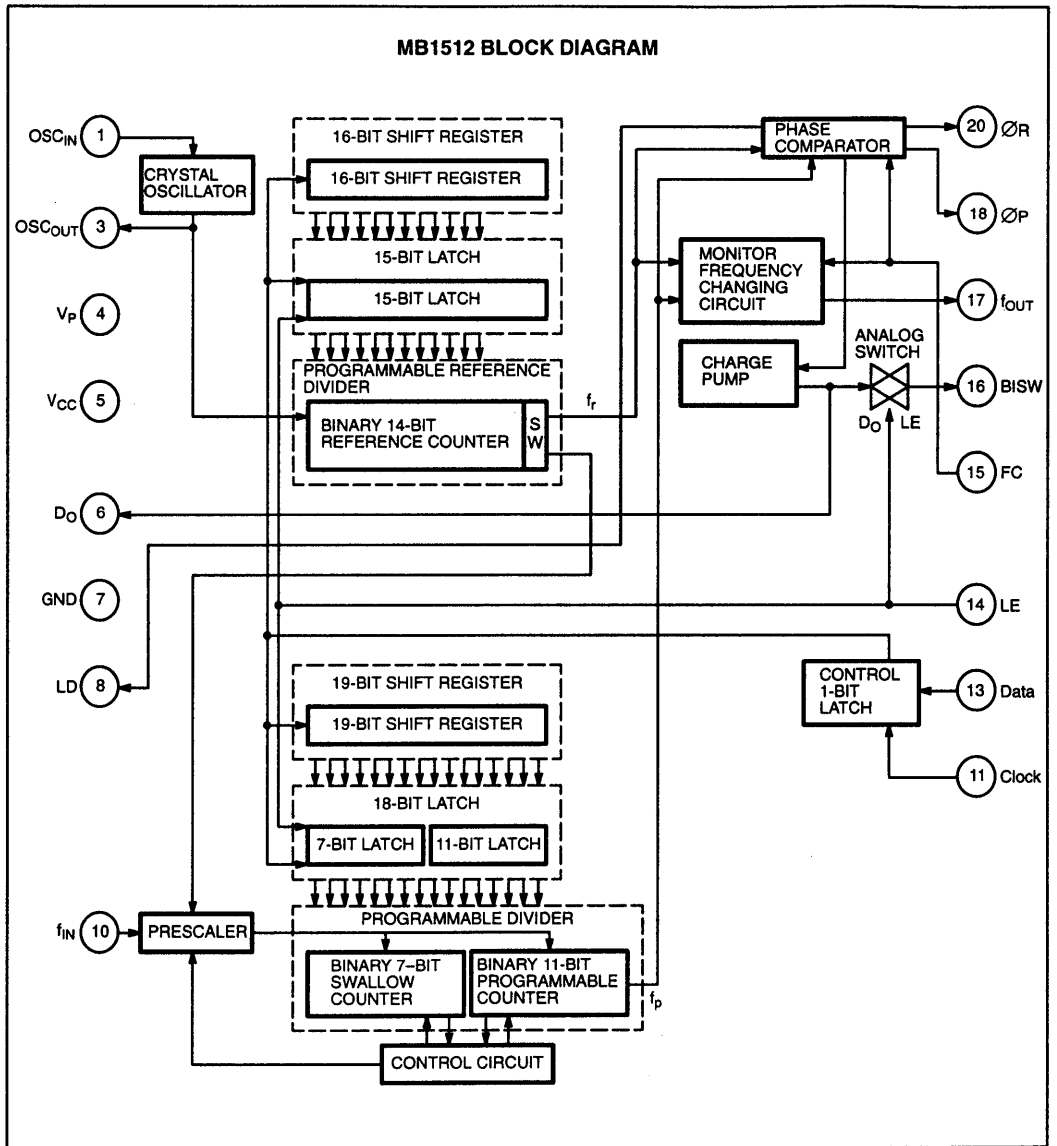 MB1512 BLOCK DIAGRAM
OSCIN 1
CRYSTAL
OSCILLATOR
OSCOUT 3
VP 4
VCC 5
DO 6
GND 7
LD 8
fIN 10
PRESCALER
16-BIT SHIFT REGISTER
16-BIT SHIFT REGISTER
15-BIT LATCH
15-BIT LATCH
PROGRAMMABLE REFERENCE
DIVIDER
BINARY 14-BIT
REFERENCE COUNTER
S
W
fr
19-BIT SHIFT REGISTER
19-BIT SHIFT REGISTER
18-BIT LATCH
7-BIT LATCH
11-BIT LATCH
PROGRAMMABLE DIVIDER
BINARY 7–BIT
SWALLOW
COUNTER
BINARY 11-BIT
PROGRAMMABLE
COUNTER
fp
CONTROL CIRCUIT
PHASE
COMPARATOR
MONITOR
FREQUENCY
CHANGING
CIRCUIT
CHARGE
PUMP
ANALOG
SWITCH
DO LE
CONTROL
1-BIT
LATCH
20 ØR
18 ØP
17 fOUT
16 BISW
15 FC
14 LE
13 Data
11 Clock